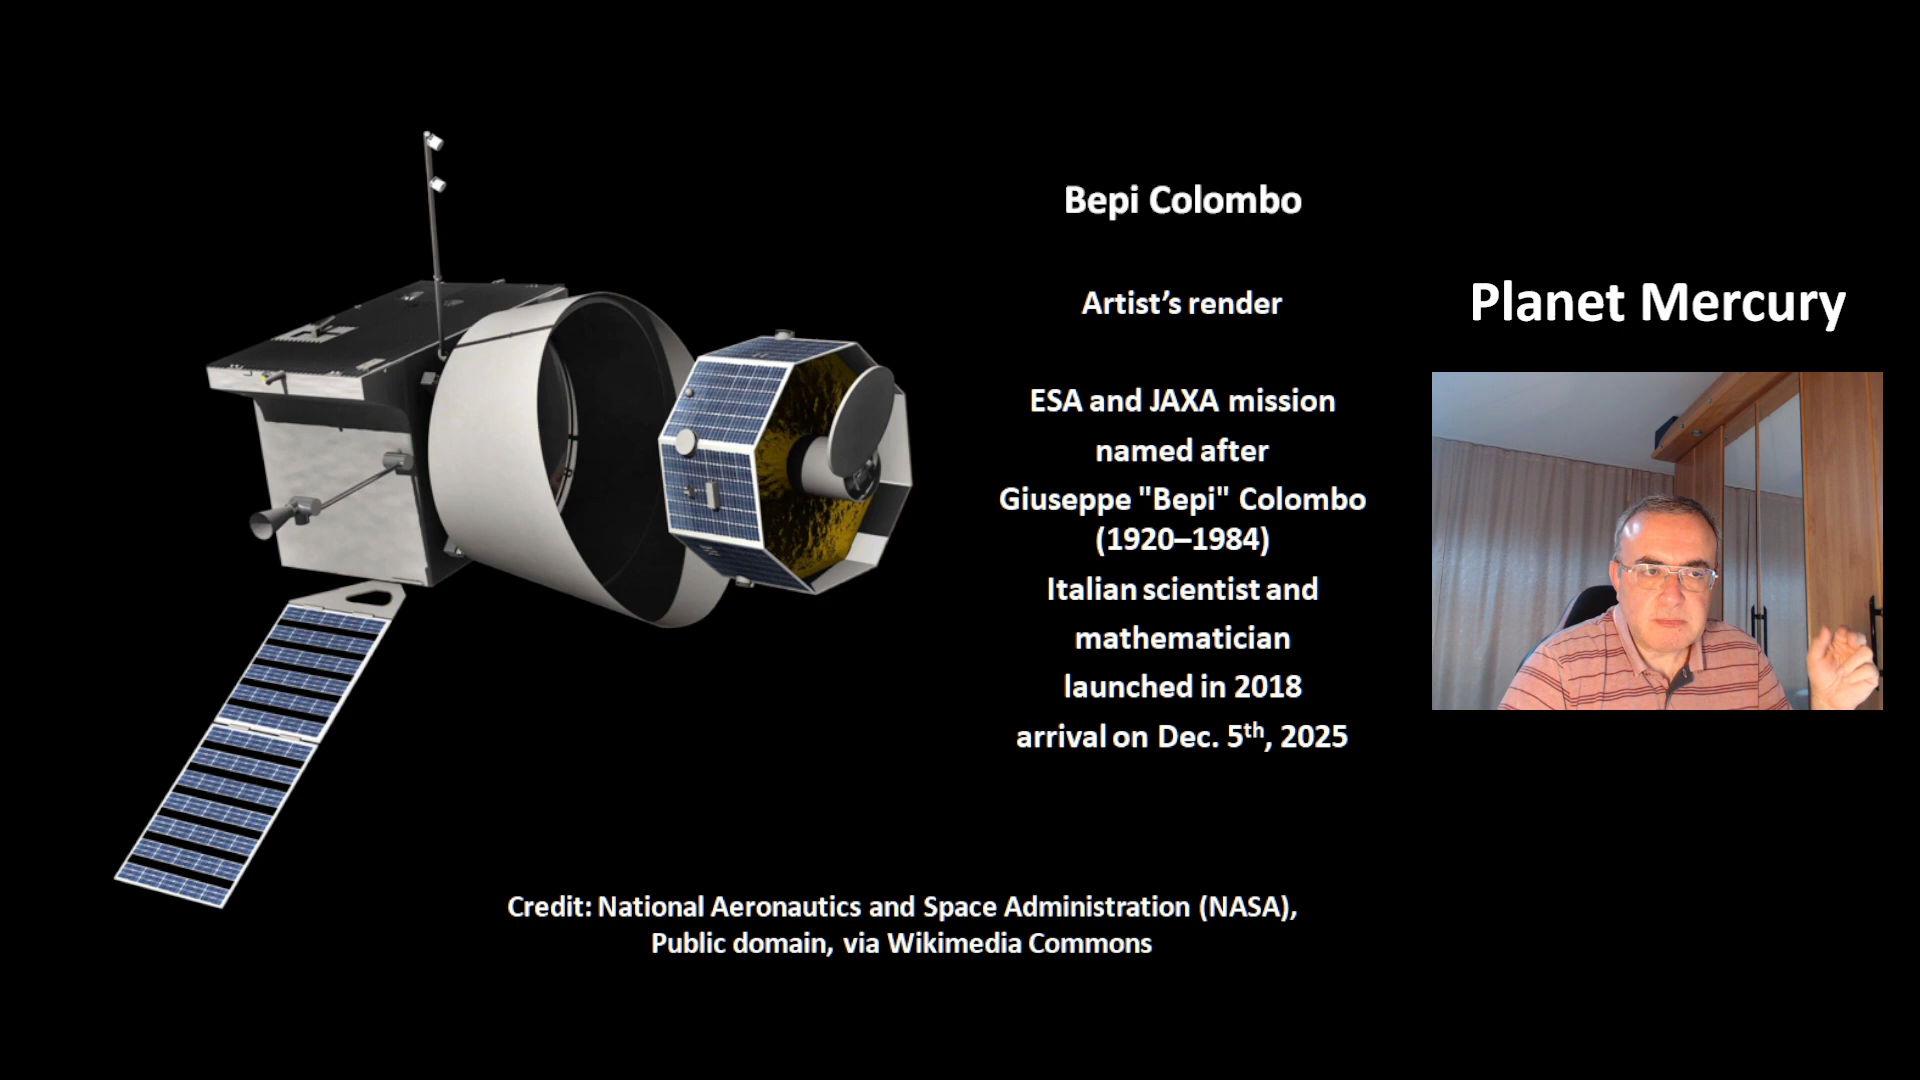 Bepi Colombo
Artist’s render
ESA and JAXA mission
named after
Giuseppe "Bepi" Colombo
(1920–1984)
Italian scientist and
mathematician
launched in 2018
arrival on Dec. 5th, 2025
Planet Mercury
Credit: National Aeronautics and Space Administration (NASA),
Public domain, via Wikimedia Commons